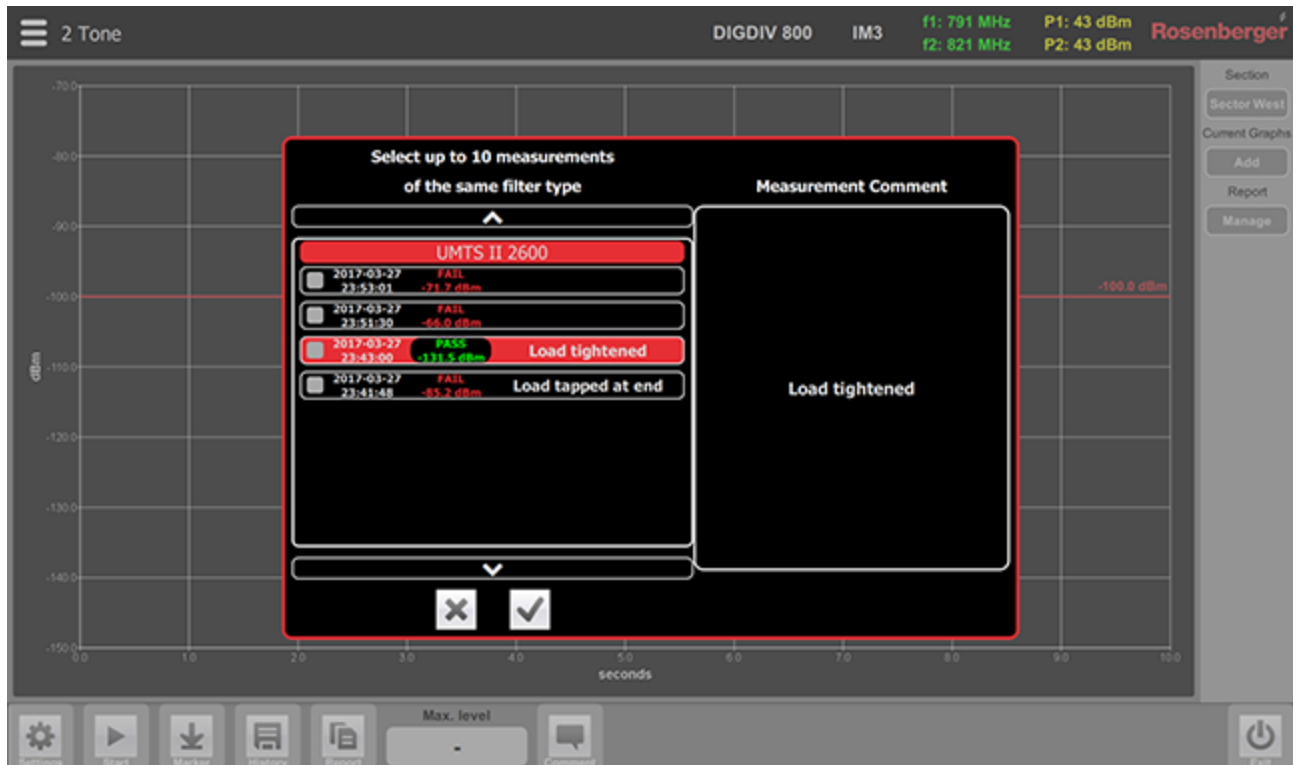 2 Tone
DIGDIV 800
IM3
f1: 791 MHz
f2: 821 MHz
P1: 43 dBm
P2: 43 dBm
Rosenberger
Section
Sector West
Current Graphs
Add
Report
Manage
-70.0
-80.0
-90.0
-100.0
-110.0
-120.0
-130.0
-140.0
-150.0
dBm
-100.0 dBm
Select up to 10 measurements
of the same filter type
Measurement Comment
UMTS II 2600
2017-03-27 FAIL
23:53:01 -71.7 dBm
2017-03-27 FAIL
23:51:30 -66.0 dBm
2017-03-27 PASS
23:43:00 -131.5 dBm
Load tightened
2017-03-27 FAIL
23:41:48 -85.2 dBm
Load tapped at end
Load tightened
0.0 1.0 2.0 3.0 4.0 5.0 6.0 7.0 8.0 9.0 10.0
seconds
Settings
Start
Marker
History
Report
Max. level
-
Comment
Exit